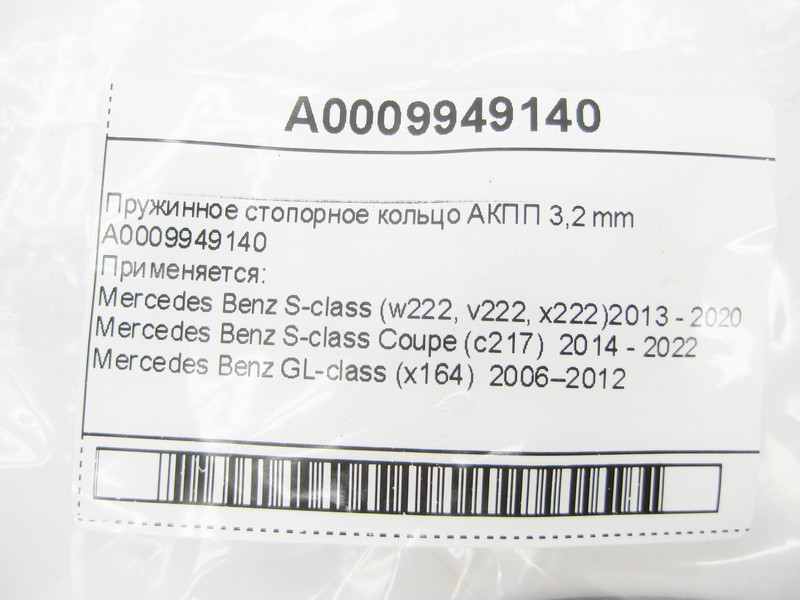 A0009949140
Пружинное стопорное кольцо АКПП 3,2 mm
A0009949140
Применяется:
Mercedes Benz S-class (w222, v222, x222)2013 - 2020
Mercedes Benz S-class Coupe (c217)  2014 - 2022
Mercedes Benz GL-class (x164)  2006–2012